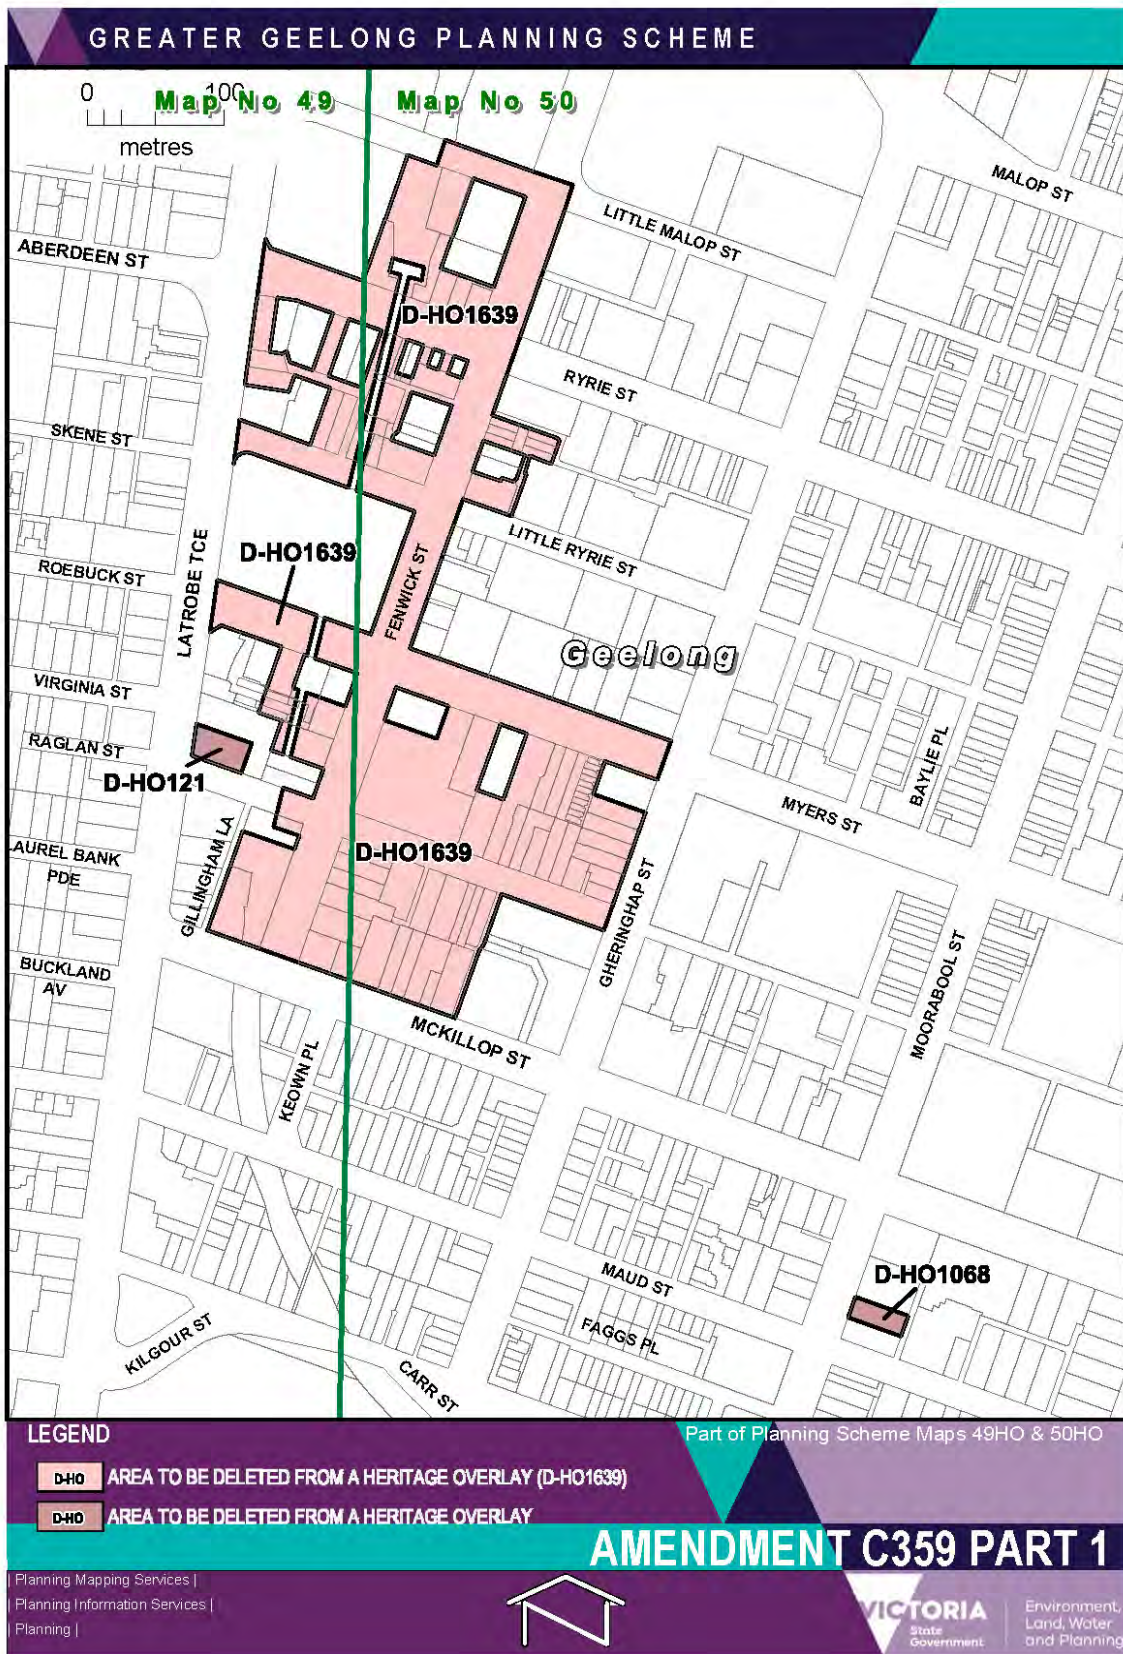 GREATER GEELONG PLANNING SCHEME
0 100
metres
Map No 49
Map No 50
MALOP ST
LITTLE MALOP ST
ABERDEEN ST
D-HO1639
RYRIE ST
SKENE ST
LITTLE RYRIE ST
D-HO1639
LATROBE TCE
FENWICK ST
ROEBUCK ST
Geelong
VIRGINIA ST
RAGLAN ST
BAYLIE PL
D-HO121
MYERS ST
LAUREL BANK
PDE
GILLINGHAM LA
D-HO1639
GHERINGHAP ST
MOORABOOL ST
BUCKLAND
AV
MCKILLOP ST
KEOWN PL
MAUD ST
D-HO1068
FAGGS PL
KILGOUR ST
CARR ST
LEGEND
Part of Planning Scheme Maps 49HO & 50HO
D-HO AREA TO BE DELETED FROM A HERITAGE OVERLAY (D-HO1639)
D-HO AREA TO BE DELETED FROM A HERITAGE OVERLAY
AMENDMENT C359 PART 1
| Planning Mapping Services |
| Planning Information Services |
| Planning |
VICTORIA
State
Government
Environment,
Land, Water
and Planning